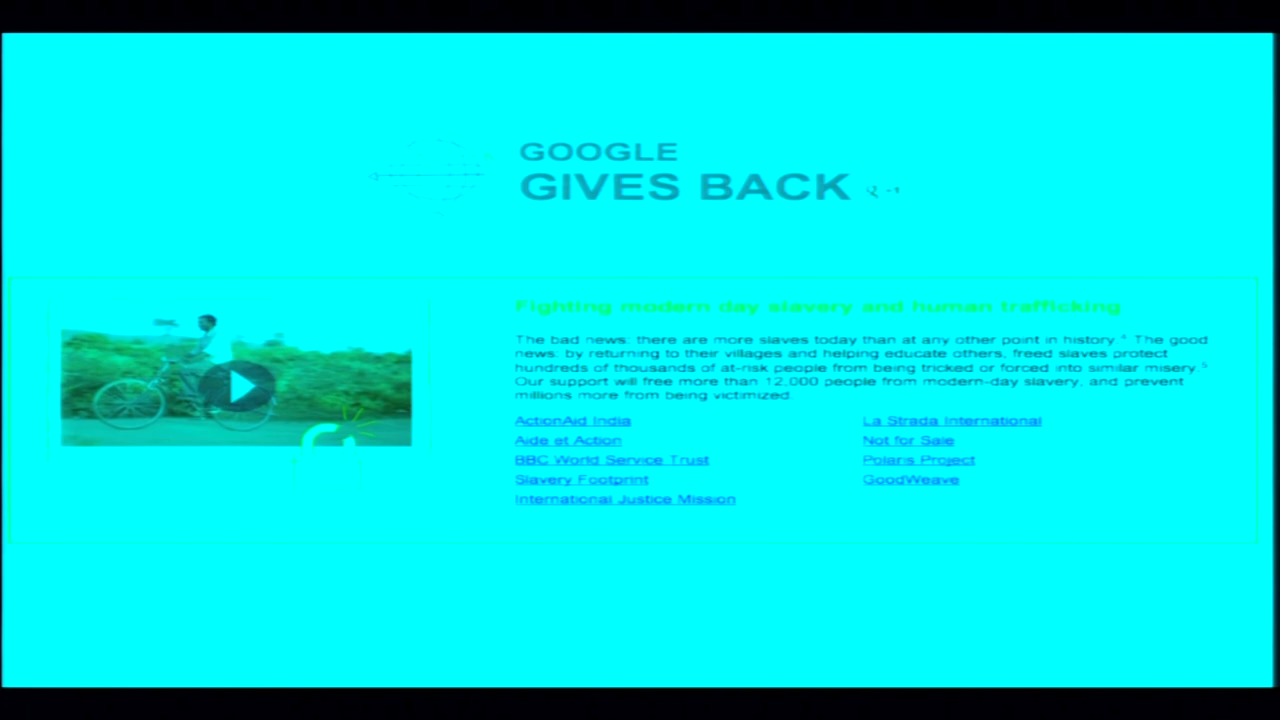 GOOGLE
GIVES BACK
Fighting modern day slavery and human trafficking
The bad news: there are more slaves today than at any other point in history.⁴ The good
news: by returning to their villages and helping educate others, freed slaves protect
hundreds of thousands of at-risk people from being tricked or forced into similar misery.⁵
Our support will free more than 12,000 people from modern-day slavery, and prevent
millions more from being victimized.
ActionAid India
Aide et Action
BBC World Service Trust
Slavery Footprint
International Justice Mission
La Strada International
Not for Sale
Polaris Project
GoodWeave